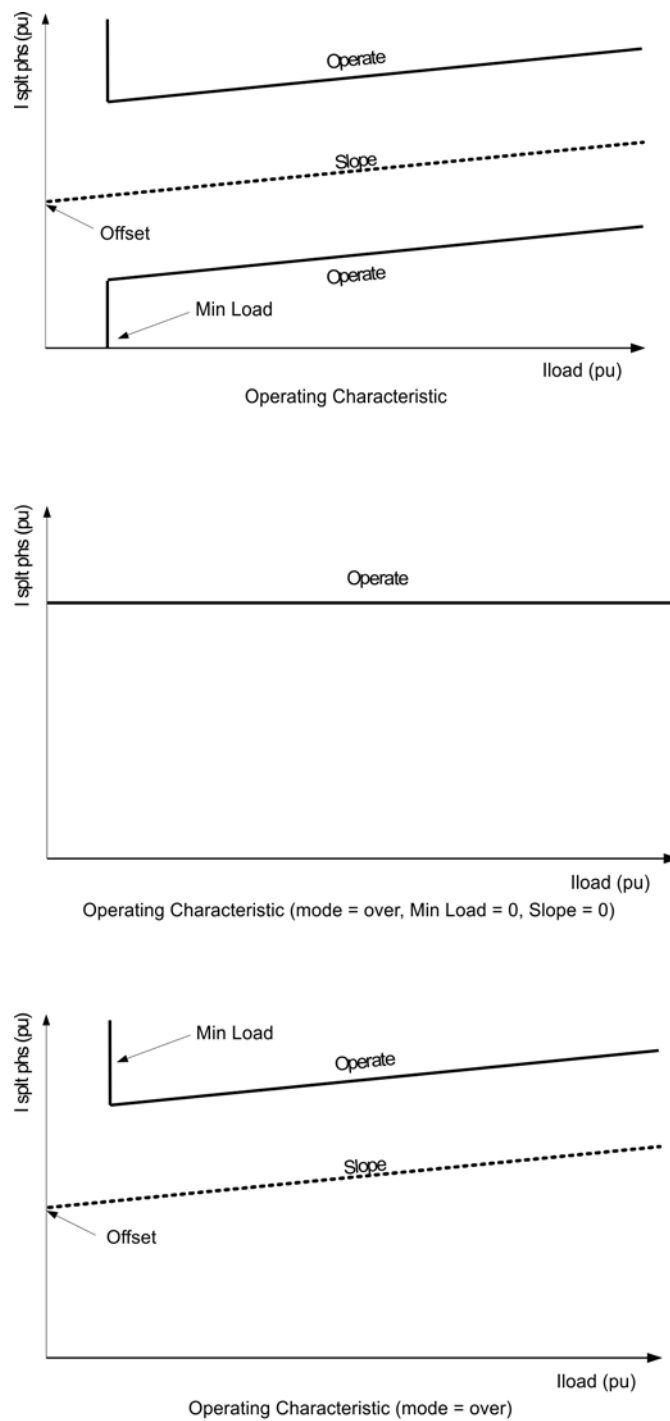 I splt phs (pu)
Operate
Slope
Offset
Operate
Min Load
Iload (pu)
Operating Characteristic
I splt phs (pu)
Operate
Iload (pu)
Operating Characteristic (mode = over, Min Load = 0, Slope = 0)
I splt phs (pu)
Min Load
Operate
Slope
Offset
Iload (pu)
Operating Characteristic (mode = over)